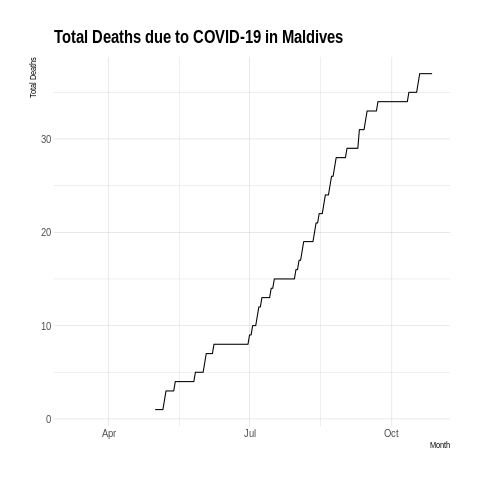 Total Deaths due to COVID-19 in Maldives
Total Deaths
30
20
10
0
Apr Jul Oct
Month